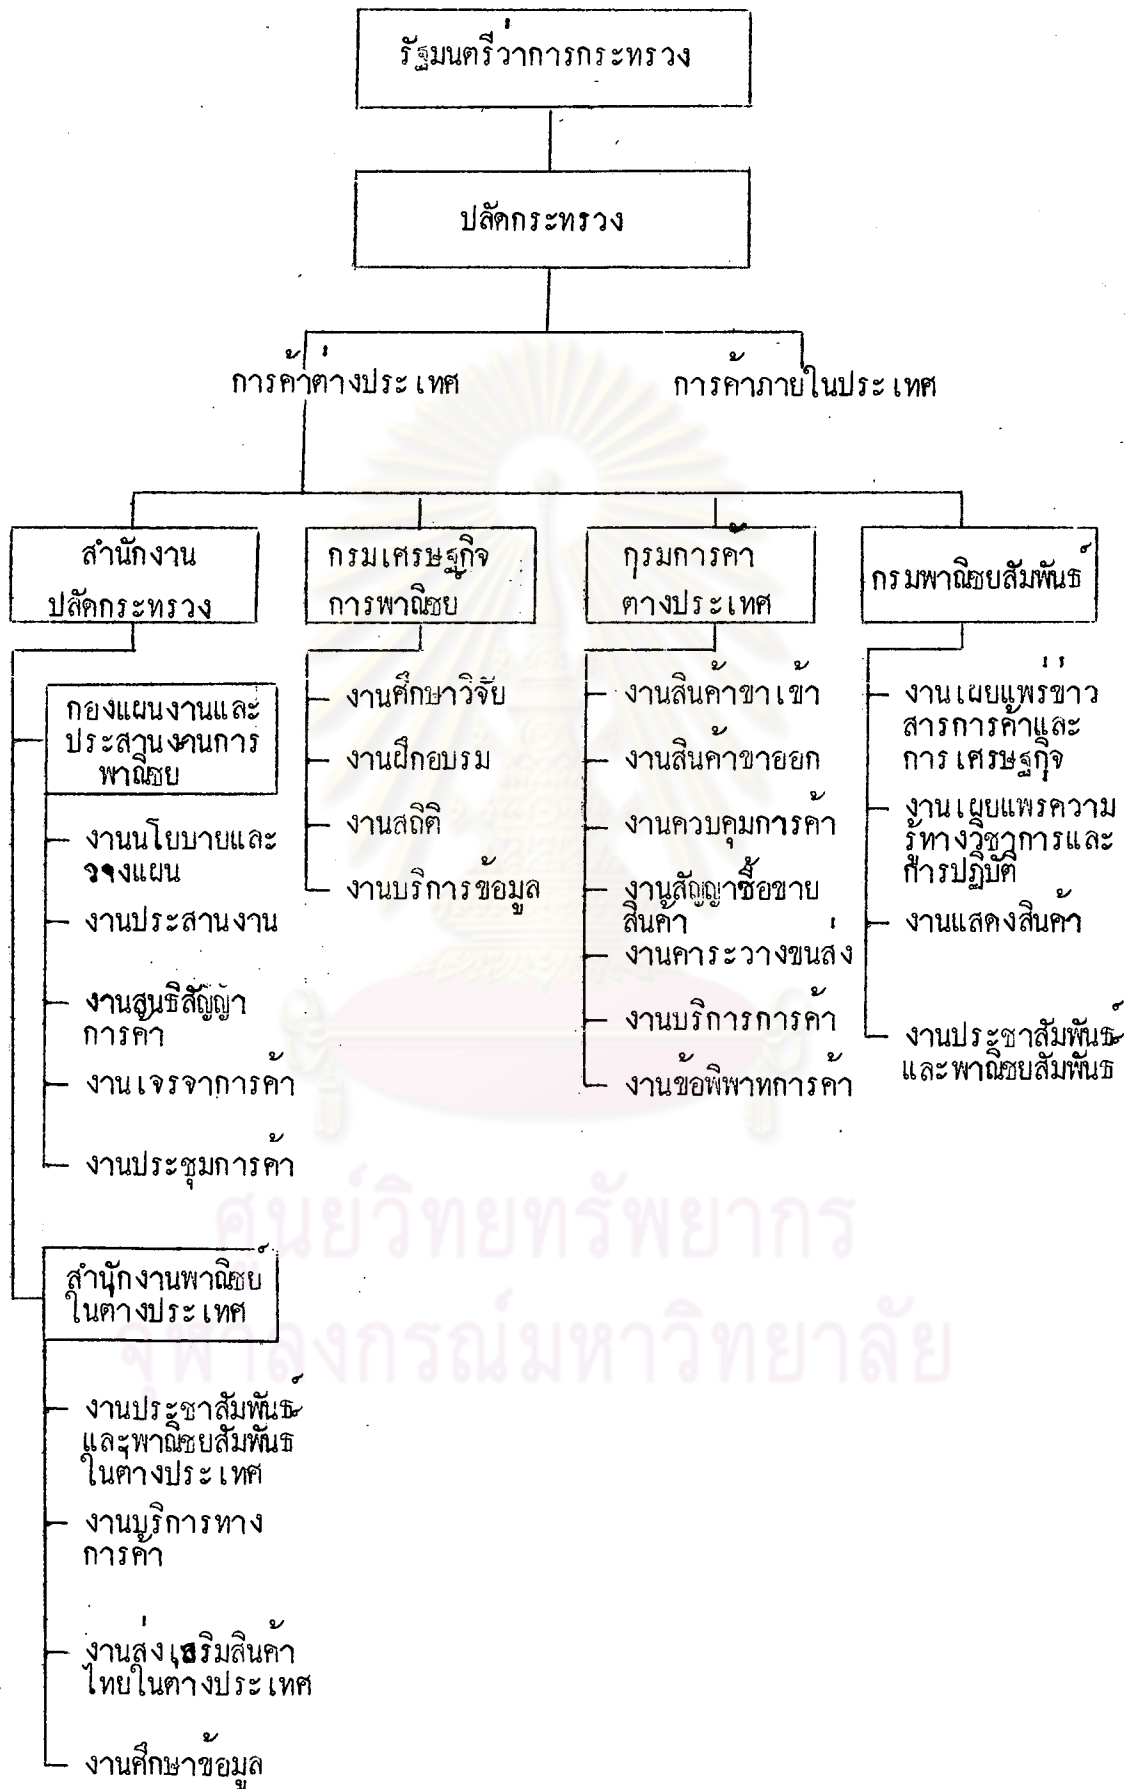 รัฐมนตรีว่าการกระทรวง
ปลัดกระทรวง
การค้าต่างประเทศ
การค้าภายในประเทศ
สำนักงาน
ปลัดกระทรวง
กรมเศรษฐกิจ
การพาณิชย์
กรมการค้า
ต่างประเทศ
กรมพาณิชยสัมพันธ์
กองแผนงานและ
ประสานงานการ
พาณิชย
งานนโยบายและ
วางแผน
งานประสานงาน
งานสนธิสัญญา
การค้า
งานเจรจาการค้า
งานประชุมการค้า
สำนักงานพาณิชย์
ในต่างประเทศ
งานประชาสัมพันธ์
และพาณิชยสัมพันธ์
ในต่างประเทศ
งานบริการทาง
การค้า
งานส่งเสริมสินค้า
ไทยในต่างประเทศ
งานศึกษาข้อมูล
งานศึกษาวิจัย
งานฝึกอบรม
งานสถิติ
งานบริการข้อมูล
งานสินค้าขาเข้า
งานสินค้าขาออก
งานควบคุมการค้า
งานสัญญาซื้อขาย
สินค้า
งานคาระวางขนส่ง
งานบริการการค้า
งานข้อพิพาทการค้า
งานเผยแพร่ข่าว
สารการค้าและ
การเศรษฐกิจ
งานเผยแพรความ
รู้ทางวิชาการและ
การปฏิบัติ
งานแสดงสินค้า
งานประชาสัมพันธ์
และพาณิชยสัมพันธ์
ศูนย์วิทยทรัพยากร
จุฬาลงกรณ์มหาวิทยาลัย